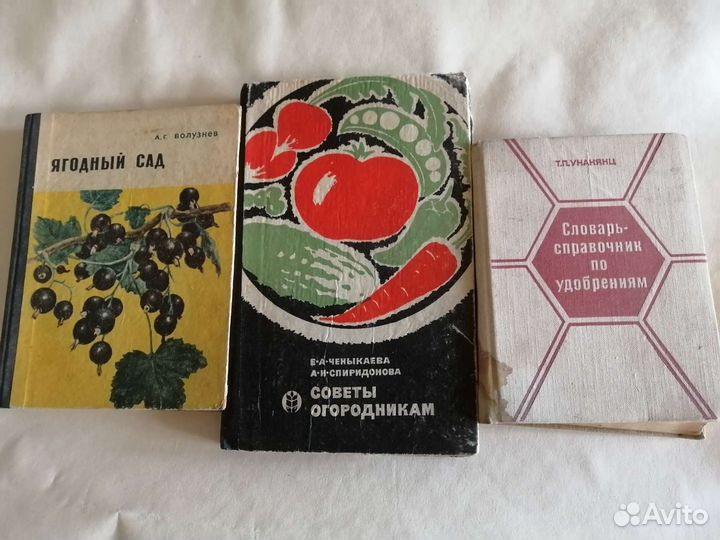 А. Г. ВОЛУЗНЕВ
ЯГОДНЫЙ САД
Е·А·ЧЕНЫКАЕВА
А·Н·СПИРИДОНОВА
СОВЕТЫ
ОГОРОДНИКАМ
Т.П.УНАНЯНЦ
Словарь-
справочник
по
удобрениям
Avito